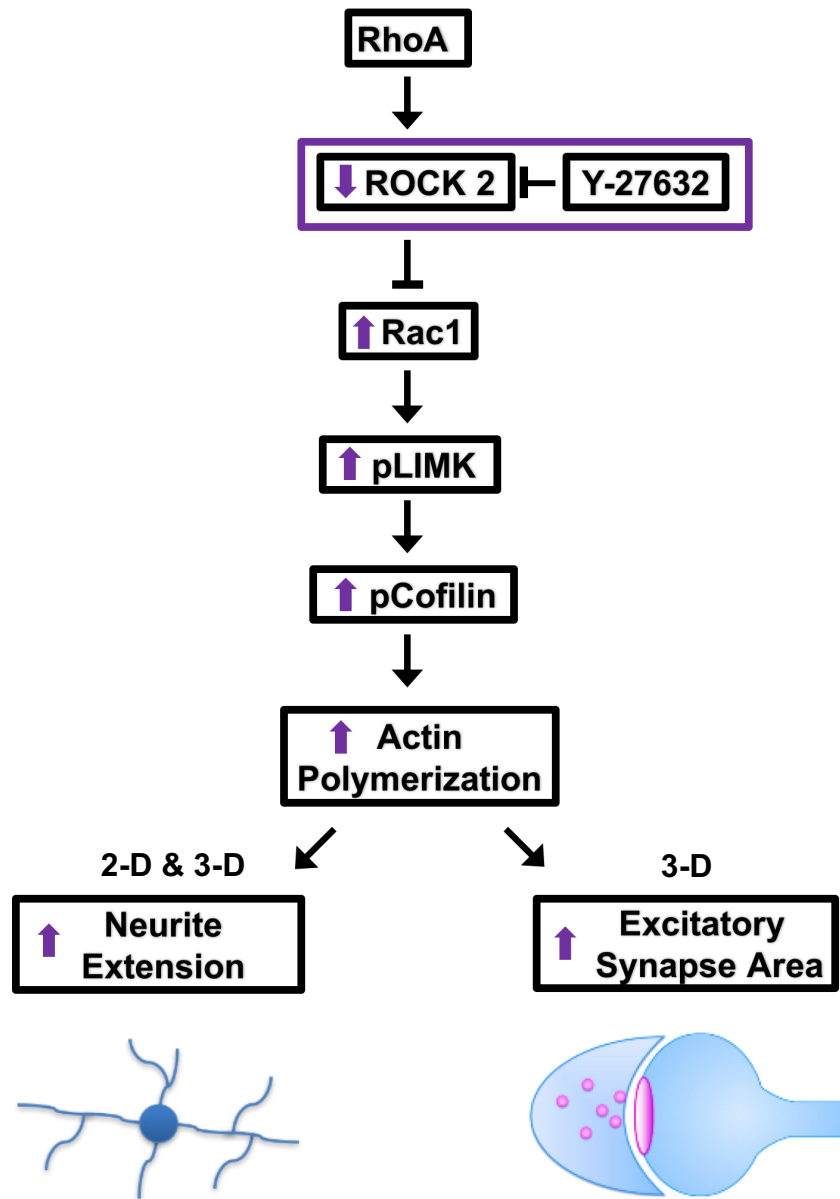 RhoA
ROCK 2
Y-27632
Rac1
pLIMK
pCofilin
Actin
Polymerization
2-D & 3-D
Neurite
Extension
3-D
Excitatory
Synapse Area